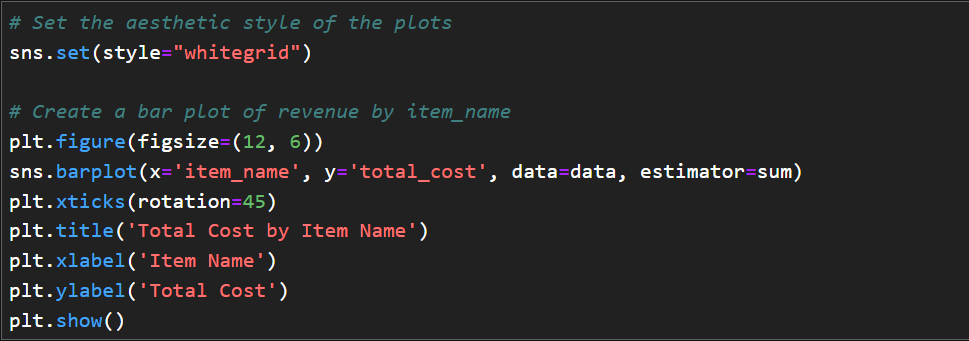 # Set the aesthetic style of the plots
sns.set(style="whitegrid")
# Create a bar plot of revenue by item_name
plt.figure(figsize=(12, 6))
sns.barplot(x='item_name', y='total_cost', data=data, estimator=sum)
plt.xticks(rotation=45)
plt.title('Total Cost by Item Name')
plt.xlabel('Item Name')
plt.ylabel('Total Cost')
plt.show()